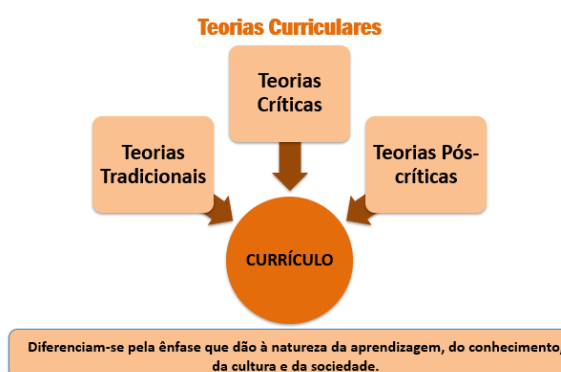 Teorias Curriculares
Teorias
Críticas
Teorias
Tradicionais
Teorias Pós-
críticas
CURRÍCULO
Diferenciam-se pela ênfase que dão à natureza da aprendizagem, do conhecimento,
da cultura e da sociedade.